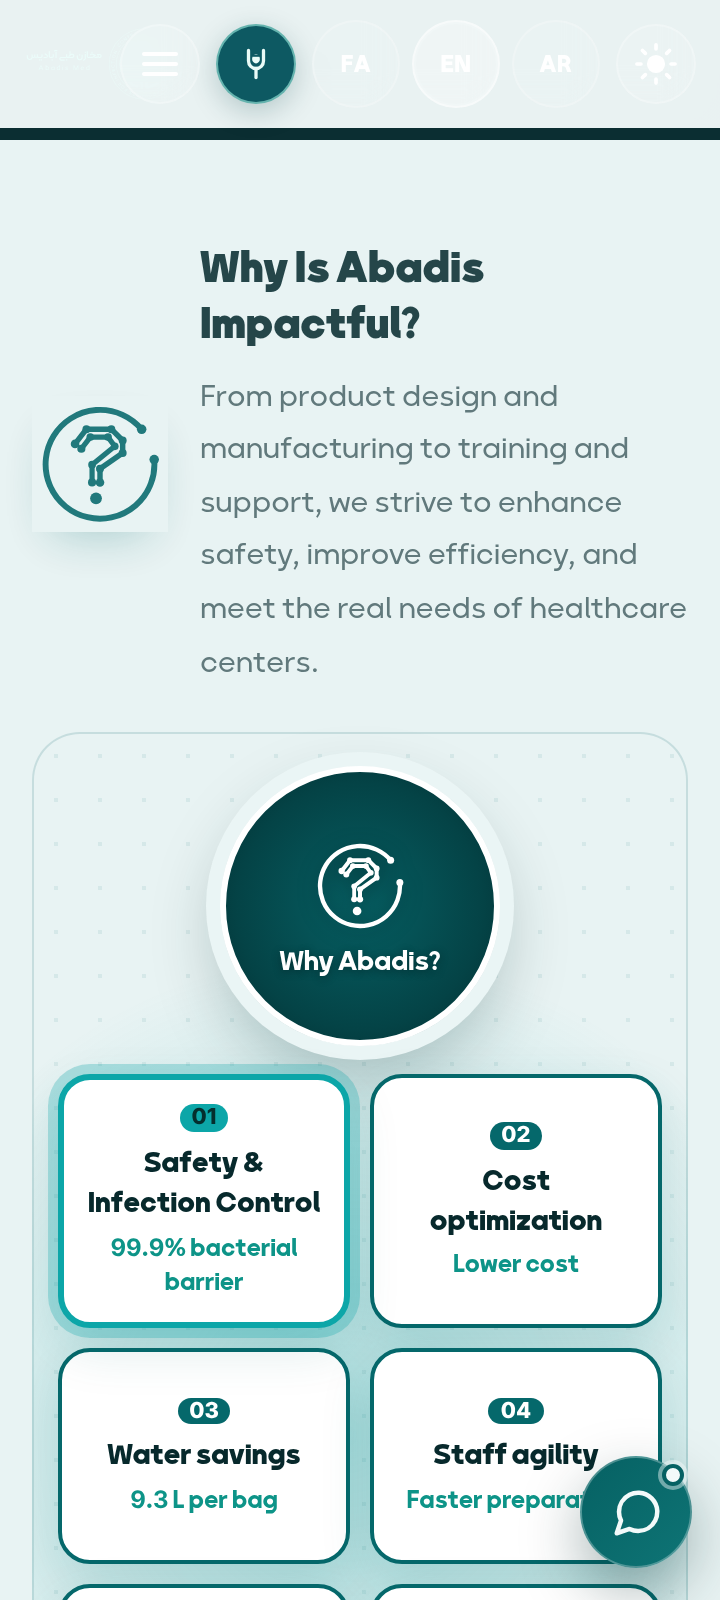 FA
EN
AR
Why Is Abadis
Impactful?
From product design and
manufacturing to training and
support, we strive to enhance
safety, improve efficiency, and
meet the real needs of healthcare
centers.
Why Abadis?
01
Safety &
Infection Control
99.9% bacterial
barrier
02
Cost
optimization
Lower cost
03
Water savings
9.3 L per bag
04
Staff agility
Faster